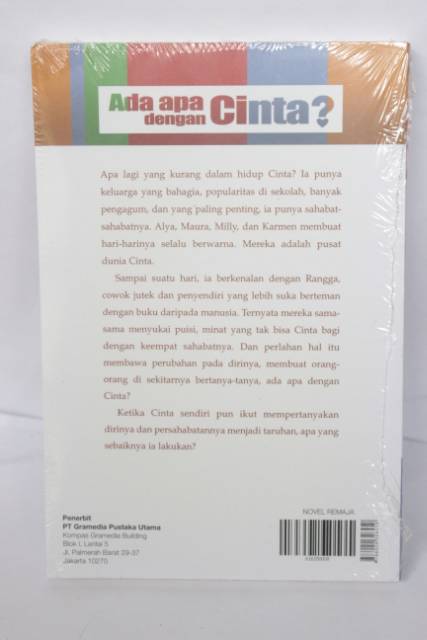 Ada apa
dengan Cinta?
Apa lagi yang kurang dalam hidup Cinta? Ia punya
keluarga yang bahagia, popularitas di sekolah, banyak
pengagum, dan yang paling penting, ia punya sahabat-
sahabatnya. Alya, Maura, Milly, dan Karmen membuat
hari-harinya selalu berwarna. Mereka adalah pusat
dunia Cinta.
Sampai suatu hari, ia berkenalan dengan Rangga,
cowok jutek dan penyendiri yang lebih suka berteman
dengan buku daripada manusia. Ternyata mereka sama-
sama menyukai puisi, minat yang tak bisa Cinta bagi
dengan keempat sahabatnya. Dan perlahan hal itu
membawa perubahan pada dirinya, membuat orang-
orang di sekitarnya bertanya-tanya, ada apa dengan
Cinta?
Ketika Cinta sendiri pun ikut mempertanyakan
dirinya dan persahabatannya menjadi taruhan, apa yang
sebaiknya ia lakukan?
NOVEL REMAJA
Penerbit
PT Gramedia Pustaka Utama
Kompas Gramedia Building
Blok I, Lantai 5
Jl. Palmerah Barat 29-37
Jakarta 10270